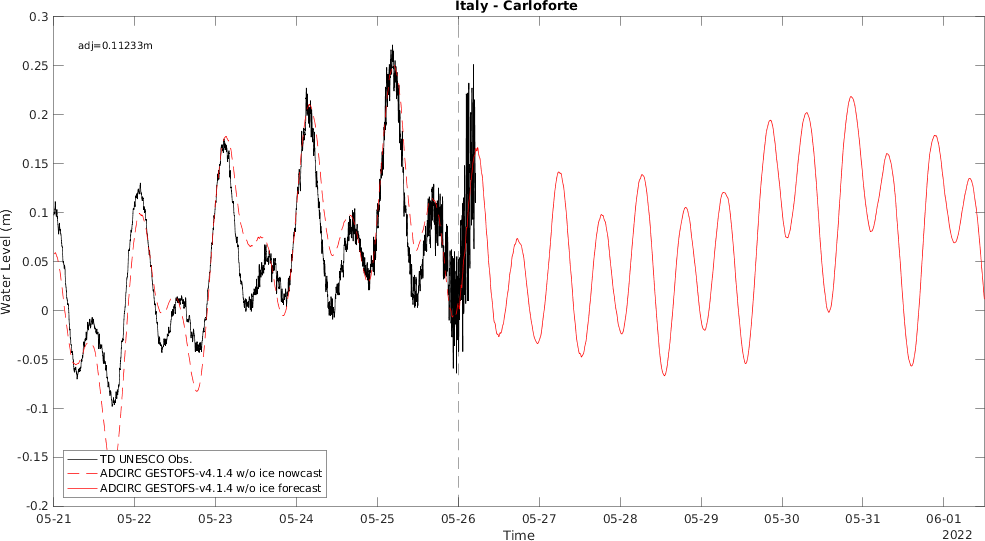 Italy - Carloforte
adj=0.11233m
0.3
0.25
0.2
0.15
0.1
0.05
0
-0.05
-0.1
-0.15
-0.2
Water Level (m)
TD UNESCO Obs.
ADCIRC GESTOFS-v4.1.4 w/o ice nowcast
ADCIRC GESTOFS-v4.1.4 w/o ice forecast
05-21 05-22 05-23 05-24 05-25 05-26 05-27 05-28 05-29 05-30 05-31 06-01
Time
2022